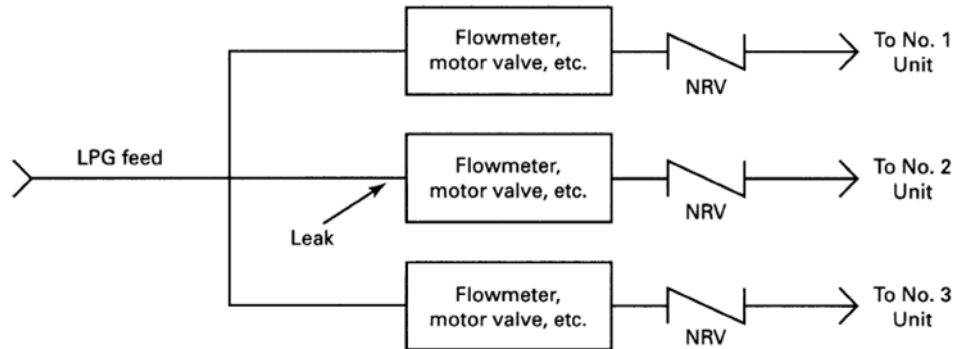 Flowmeter,
motor valve, etc.
NRV
To No. 1
Unit
LPG feed
Leak
Flowmeter,
motor valve, etc.
NRV
To No. 2
Unit
Flowmeter,
motor valve, etc.
NRV
To No. 3
Unit